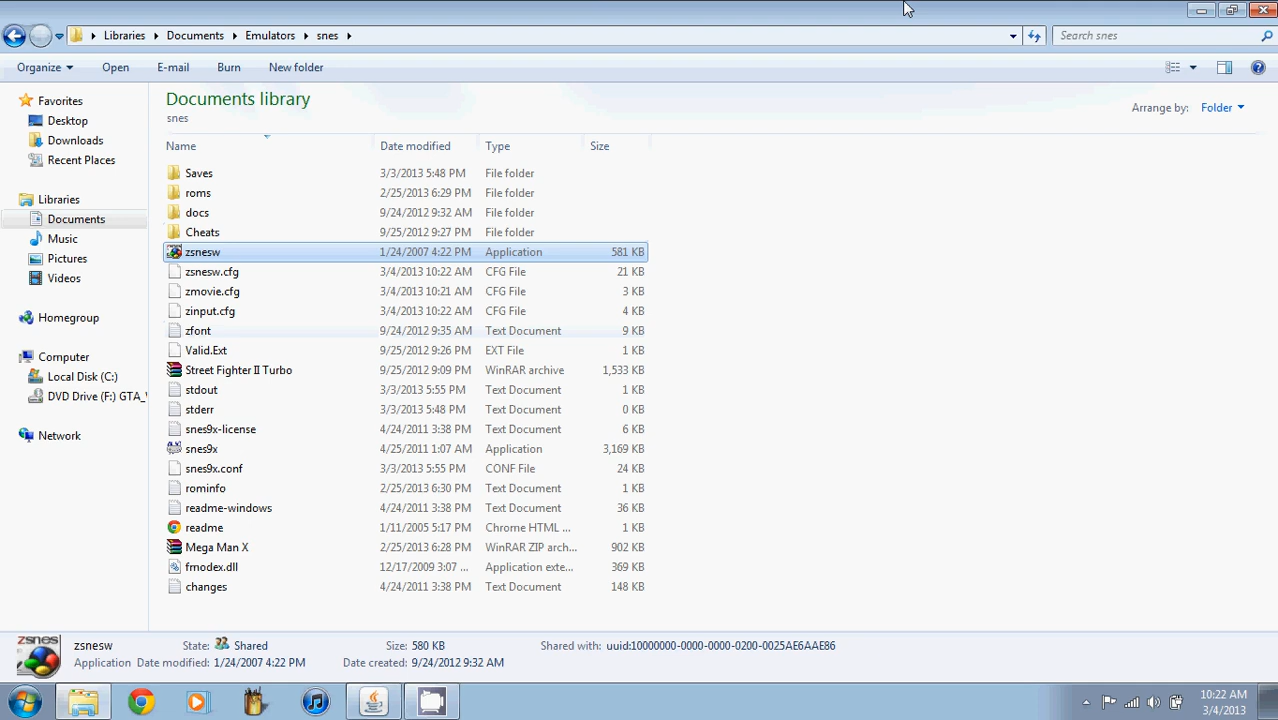 Libraries Documents Emulators snes
Search snes
Organize Open E-mail Burn New folder
Documents library
snes
Arrange by: Folder
Name Date modified Type Size
Favorites
Desktop
Downloads
Recent Places
Libraries
Documents
Music
Pictures
Videos
Homegroup
Computer
Local Disk (C:)
DVD Drive (F:) GTA_
Network
Saves 3/3/2013 5:48 PM File folder
roms 2/25/2013 6:29 PM File folder
docs 9/24/2012 9:32 AM File folder
Cheats 9/25/2012 9:27 PM File folder
zsnesw 1/24/2007 4:22 PM Application 581 KB
zsnesw.cfg 3/4/2013 10:22 AM CFG File 21 KB
zmovie.cfg 3/4/2013 10:21 AM CFG File 3 KB
zinput.cfg 3/4/2013 10:22 AM CFG File 4 KB
zfont 9/24/2012 9:35 AM Text Document 9 KB
Valid.Ext 9/25/2012 9:26 PM EXT File 1 KB
Street Fighter II Turbo 9/25/2012 9:09 PM WinRAR archive 1,533 KB
stdout 3/3/2013 5:55 PM Text Document 1 KB
stderr 3/3/2013 5:48 PM Text Document 0 KB
snes9x-license 4/24/2011 3:38 PM Text Document 6 KB
snes9x 4/25/2011 1:07 AM Application 3,169 KB
snes9x.conf 3/3/2013 5:55 PM CONF File 24 KB
rominfo 2/25/2013 6:30 PM Text Document 1 KB
readme-windows 4/24/2011 3:38 PM Text Document 36 KB
readme 1/11/2005 5:17 PM Chrome HTML ... 1 KB
Mega Man X 2/25/2013 6:28 PM WinRAR ZIP arch... 902 KB
fmodex.dll 12/17/2009 3:07 ... Application exte... 369 KB
changes 4/24/2011 3:38 PM Text Document 148 KB
zsnes
zsnesw State: Shared Size: 580 KB Shared with: uuid:10000000-0000-0000-0200-0025AE6AAE86
Application Date modified: 1/24/2007 4:22 PM Date created: 9/24/2012 9:32 AM
10:22 AM
3/4/2013